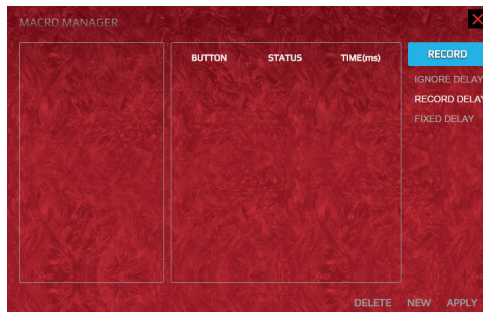 MACRO MANAGER
BUTTON STATUS TIME(ms)
RECORD
IGNORE DELAY
RECORD DELAY
FIXED DELAY
DELETE NEW APPLY